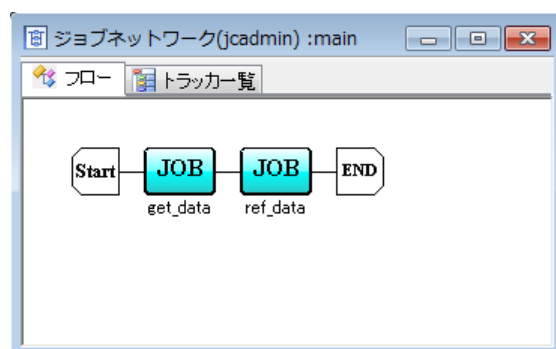 ジョブネットワーク(jcadmin) :main
フロー トラッカ一覧
Start JOB JOB END
get_data ref_data